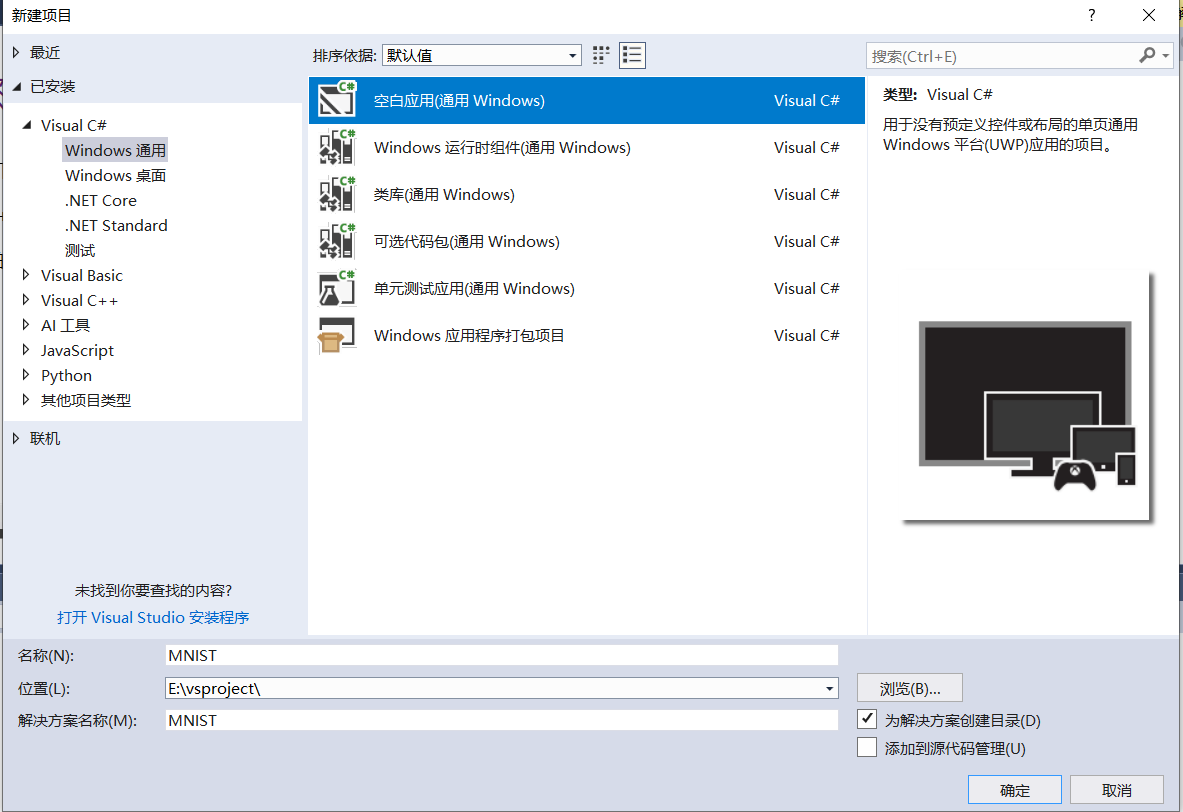 新建项目
?
最近
已安装
Visual C#
Windows 通用
Windows 桌面
.NET Core
.NET Standard
测试
Visual Basic
Visual C++
AI 工具
JavaScript
Python
其他项目类型
联机
未找到你要查找的内容?
打开 Visual Studio 安装程序
排序依据: 默认值
搜索(Ctrl+E)
C# 空白应用(通用 Windows) Visual C#
C# Windows 运行时组件(通用 Windows) Visual C#
C# 类库(通用 Windows) Visual C#
C# 可选代码包(通用 Windows) Visual C#
C# 单元测试应用(通用 Windows) Visual C#
Windows 应用程序打包项目 Visual C#
类型: Visual C#
用于没有预定义控件或布局的单页通用
Windows 平台(UWP)应用的项目。
名称(N): MNIST
位置(L): E:\vsproject\ 浏览(B)...
解决方案名称(M): MNIST
为解决方案创建目录(D)
添加到源代码管理(U)
确定 取消